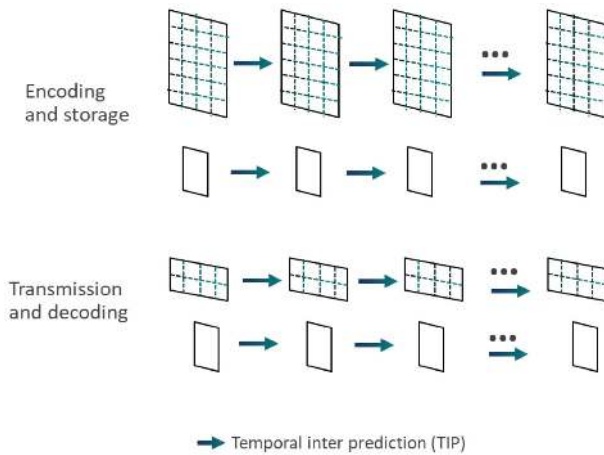 Encoding
and storage
Transmission
and decoding
Temporal inter prediction (TIP)